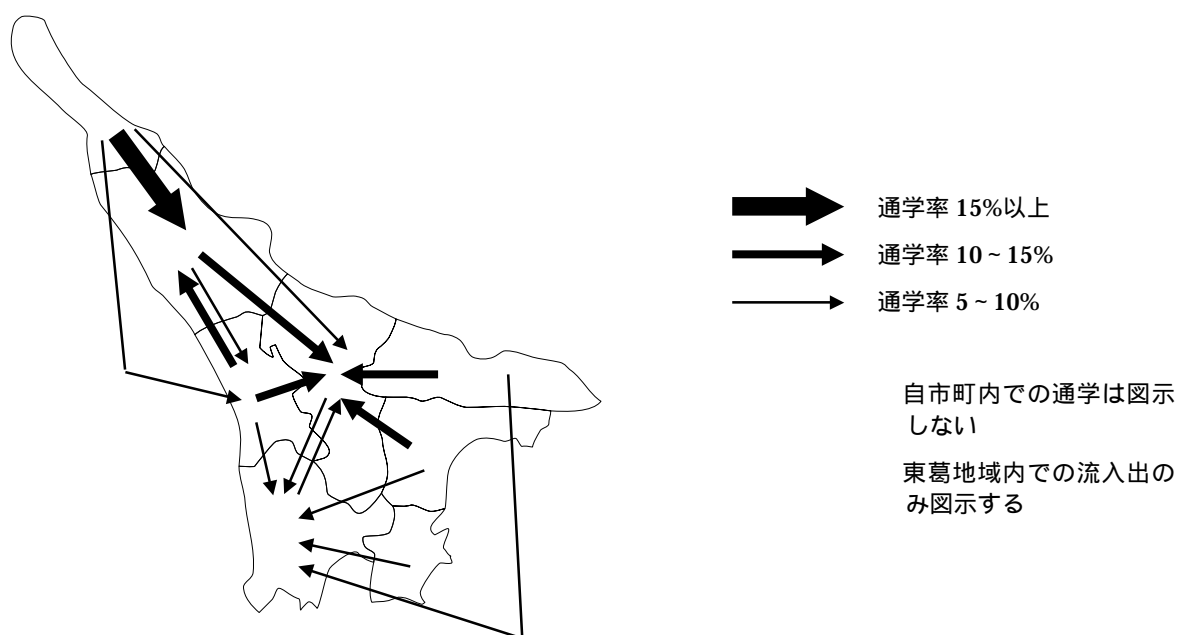 通学率 15%以上
通学率 10 ~ 15%
通学率 5 ~ 10%
自市町内での通学は図示
しない
東葛地域内での流入出の
み図示する